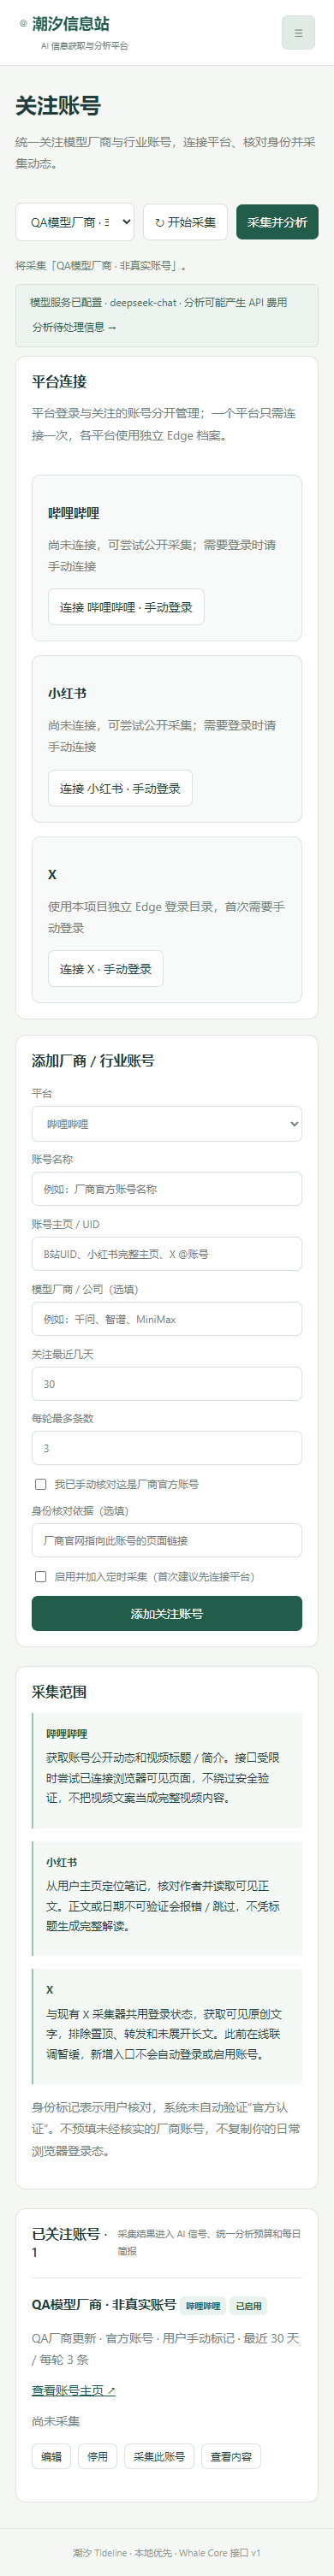 潮汐信息站
AI 信息获取与分析平台
☰
关注账号
统一关注模型厂商与行业账号，连接平台、核对身份并采
集动态。
QA模型厂商 · 非
↻ 开始采集
采集并分析
将采集「QA模型厂商 · 非真实账号」。
模型服务已配置 · deepseek-chat · 分析可能产生 API 费用
分析待处理信息 →
平台连接
平台登录与关注的账号分开管理；一个平台只需连
接一次，各平台使用独立 Edge 档案。
哔哩哔哩
尚未连接，可尝试公开采集；需要登录时请
手动连接
连接 哔哩哔哩 · 手动登录
小红书
尚未连接，可尝试公开采集；需要登录时请
手动连接
连接 小红书 · 手动登录
X
使用本项目独立 Edge 登录目录，首次需要手
动登录
连接 X · 手动登录
添加厂商 / 行业账号
平台
哔哩哔哩
账号名称
例如：厂商官方账号名称
账号主页 / UID
B站UID、小红书完整主页、X @账号
模型厂商 / 公司（选填）
例如：千问、智谱、MiniMax
关注最近几天
30
每轮最多条数
3
我已手动核对这是厂商官方账号
身份核对依据（选填）
厂商官网指向此账号的页面链接
启用并加入定时采集（首次建议先连接平台）
添加关注账号
采集范围
哔哩哔哩
获取账号公开动态和视频标题 / 简介。接口受限
时尝试已连接浏览器可见页面，不绕过安全验
证，不把视频文案当成完整视频内容。
小红书
从用户主页定位笔记，核对作者并读取可见正
文。正文或日期不可验证会报错 / 跳过，不凭标
题生成完整解读。
X
与现有 X 采集器共用登录状态，获取可见原创文
字，排除置顶、转发和未展开长文。此前在线联
调暂缓，新增入口不会自动登录或启用账号。
身份标记表示用户核对，系统未自动验证“官方认
证”。不预填未经核实的厂商账号，不复制你的日常
浏览器登录态。
已关注账号 ·
1
采集结果进入 AI 信号、统一分析预算和每日
简报
QA模型厂商 · 非真实账号 哔哩哔哩 已启用
QA厂商更新 · 官方账号 · 用户手动标记 · 最近 30 天
/ 每轮 3 条
查看账号主页 ↗
尚未采集
编辑
停用
采集此账号
查看内容
潮汐 Tideline · 本地优先 · Whale Core 接口 v1